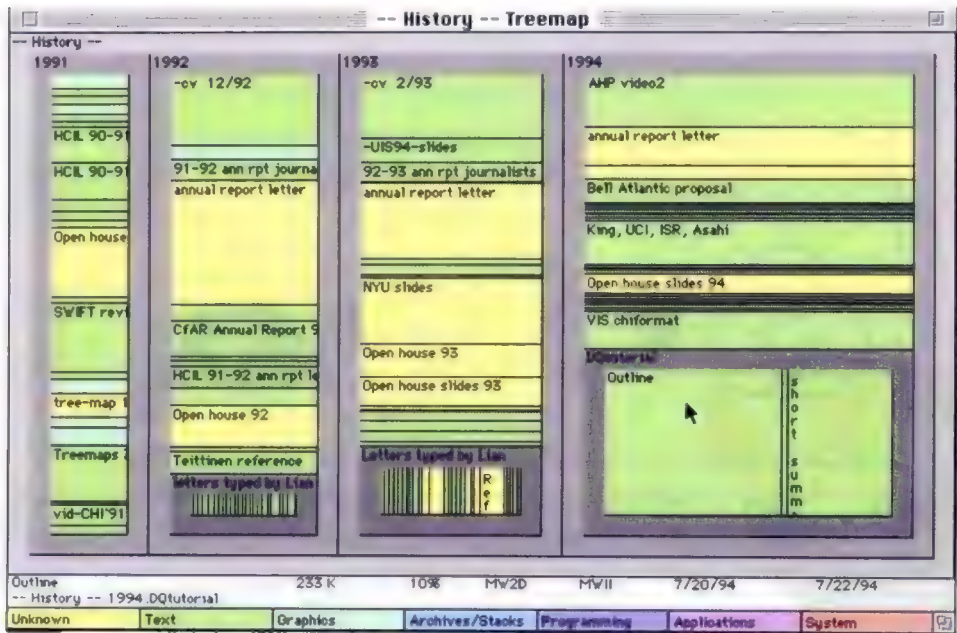 -- History -- Treemap
-- History --
1991
HCIL 90-91
HCIL 90-91
Open house
SWIFT revi
tree-map 1
Treemaps
vid-CHI'91
1992
-cv 12/92
91-92 ann rpt journa
annual report letter
CfAR Annual Report 9
HCIL 91-92 ann rpt le
Open house 92
Teittinen reference
letters typed by Lian
1993
-cv 2/93
-UIS94-slides
92-93 ann rpt journalists
annual report letter
NYU slides
Open house 93
Open house slides 93
Letters typed by Lian
Ref
1994
AHP video2
annual report letter
Bell Atlantic proposal
King, UCI, ISR, Asahi
Open house slides 94
VIS chiformat
DQtutorial
Outline
short summ
Outline 233 K 10% MW2D MWII 7/20/94 7/22/94
-- History -- 1994.DQtutorial
Unknown Text Graphics Archives/Stacks Programming Applications System